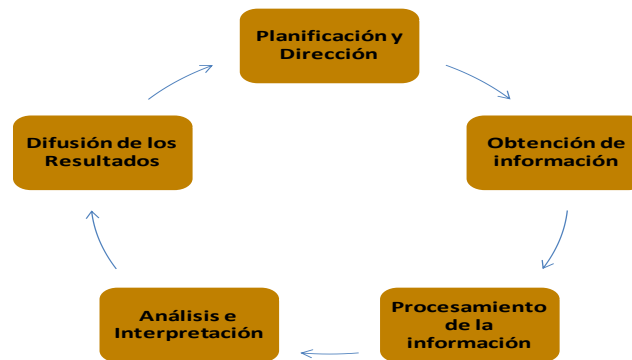 Planificación y
Dirección
Obtención de
información
Procesamiento
de la
información
Análisis e
Interpretación
Difusión de los
Resultados